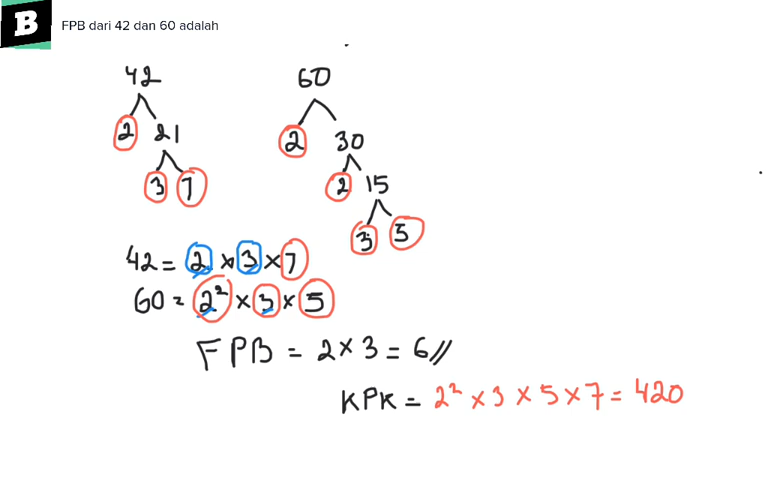 B
FPB dari 42 dan 60 adalah
42 60
2 21 2 30
3 7 2 15
3 5
42 = 2 × 3 × 7
60 = 2² × 3 × 5
FPB = 2 × 3 = 6 //
KPK = 2² × 3 × 5 × 7 = 420